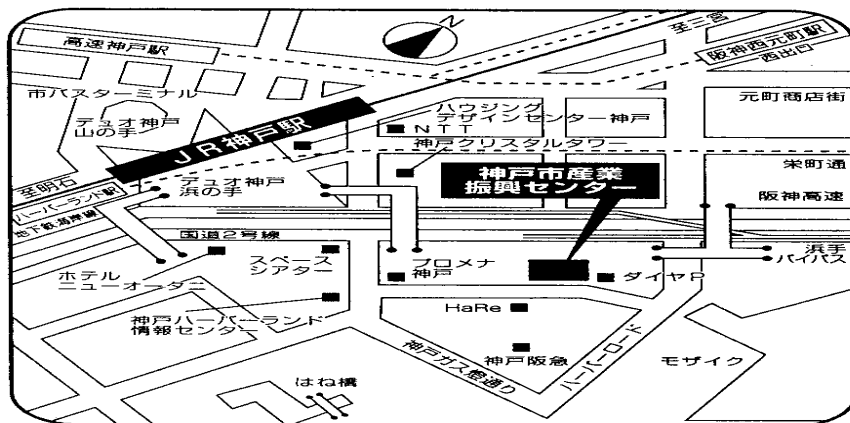 N
至三宮
高速神戸駅
阪神西元町駅
西出口
市バスターミナル
デュオ神戸
山の手
JR神戸駅
ハウジング
デザインセンター神戸
NTT
神戸クリスタルタワー
元町商店街
栄町通
神戸市産業
振興センター
至明石
ハーバーランド駅
地下鉄海岸線
デュオ神戸
浜の手
阪神高速
国道2号線
浜手
バイパス
ホテル
ニューオータニ
スペース
シアター
プロメナ
神戸
ダイヤP
HaRe
神戸ハーバーランド
情報センター
神戸阪急
神戸ガス燈通り
ハーバーロード
モザイク
はね橋